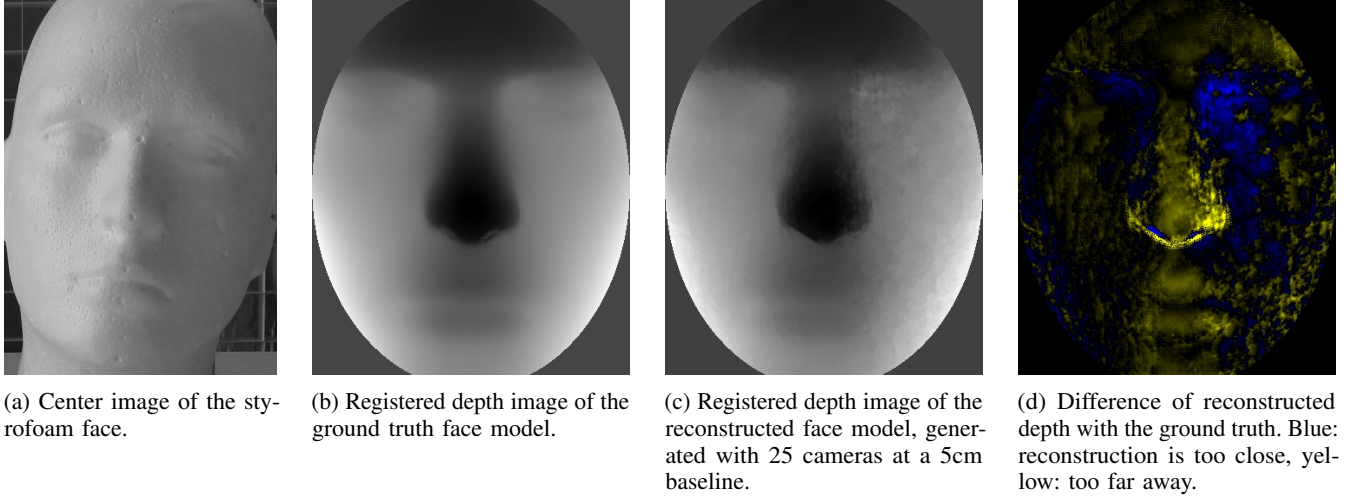 (a) Center image of the sty-
rofoam face.
(b) Registered depth image of the
ground truth face model.
(c) Registered depth image of the
reconstructed face model, gener-
ated with 25 cameras at a 5cm
baseline.
(d) Difference of reconstructed
depth with the ground truth. Blue:
reconstruction is too close, yel-
low: too far away.